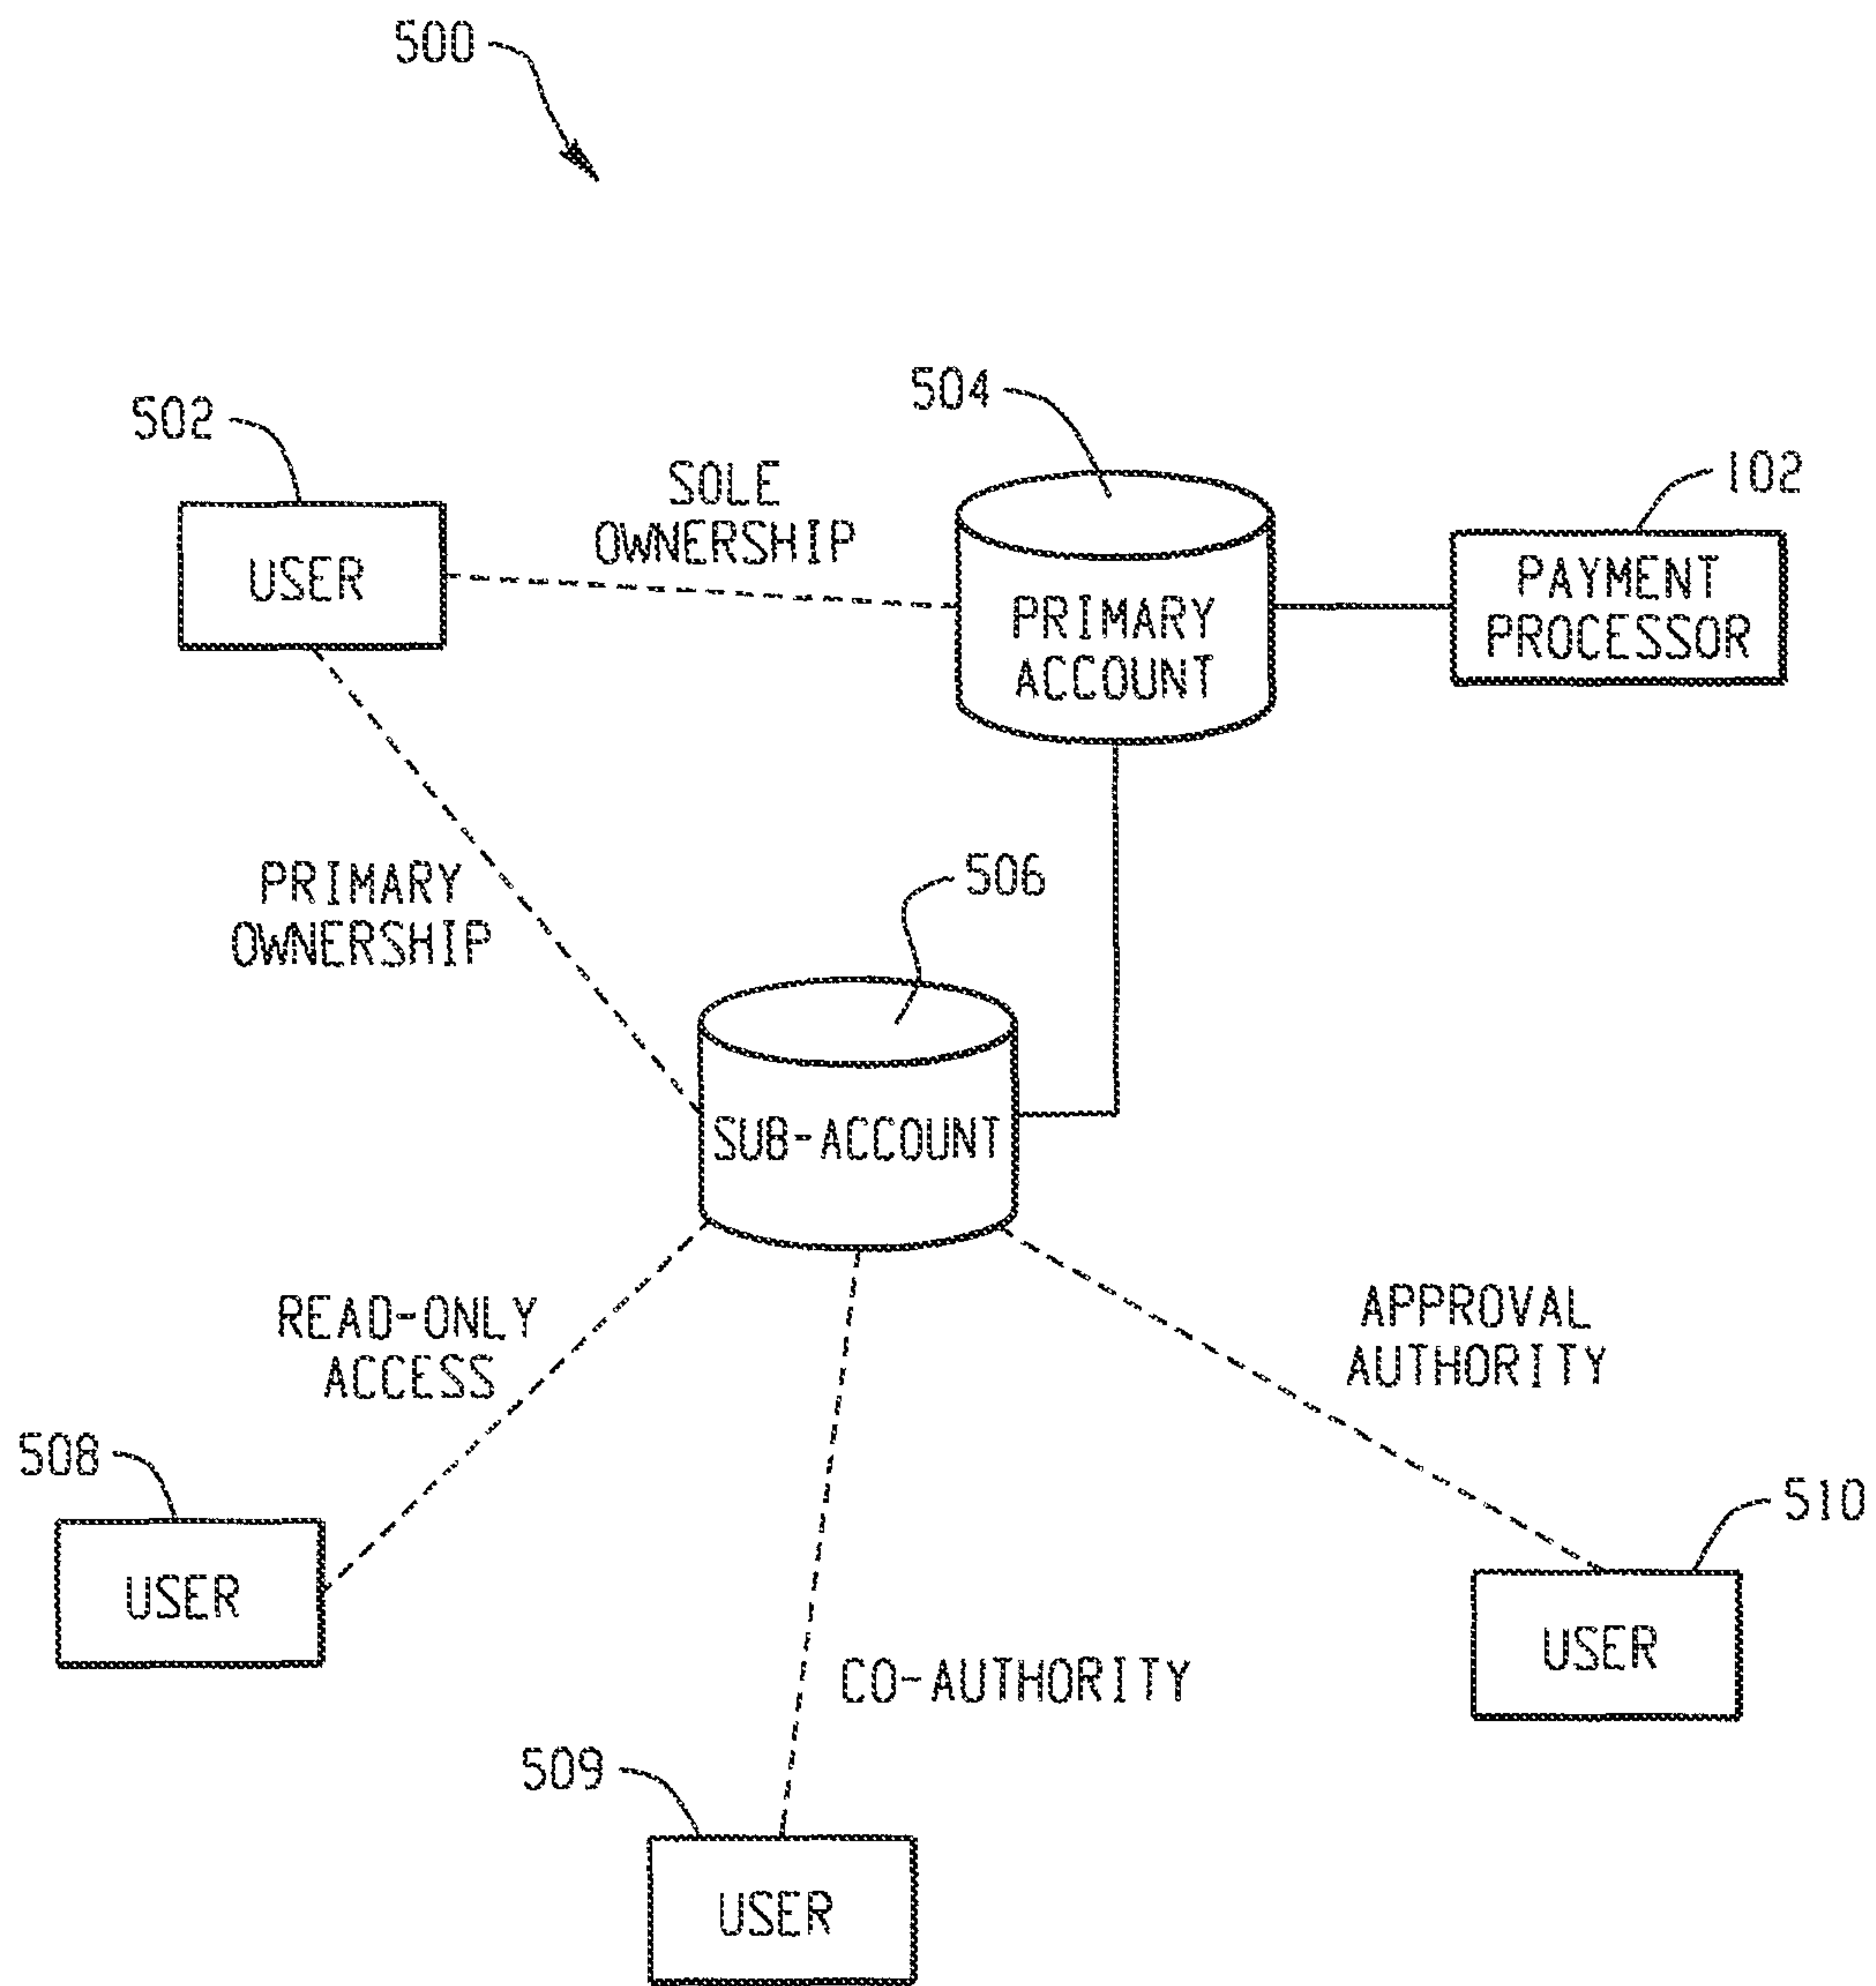 500
504
502
102
SOLE
OWNERSHIP
USER
PAYMENT
PROCESSOR
PRIMARY
ACCOUNT
506
PRIMARY
OWNERSHIP
SUB-ACCOUNT
READ-ONLY
ACCESS
APPROVAL
AUTHORITY
508
510
USER
USER
CO-AUTHORITY
509
USER